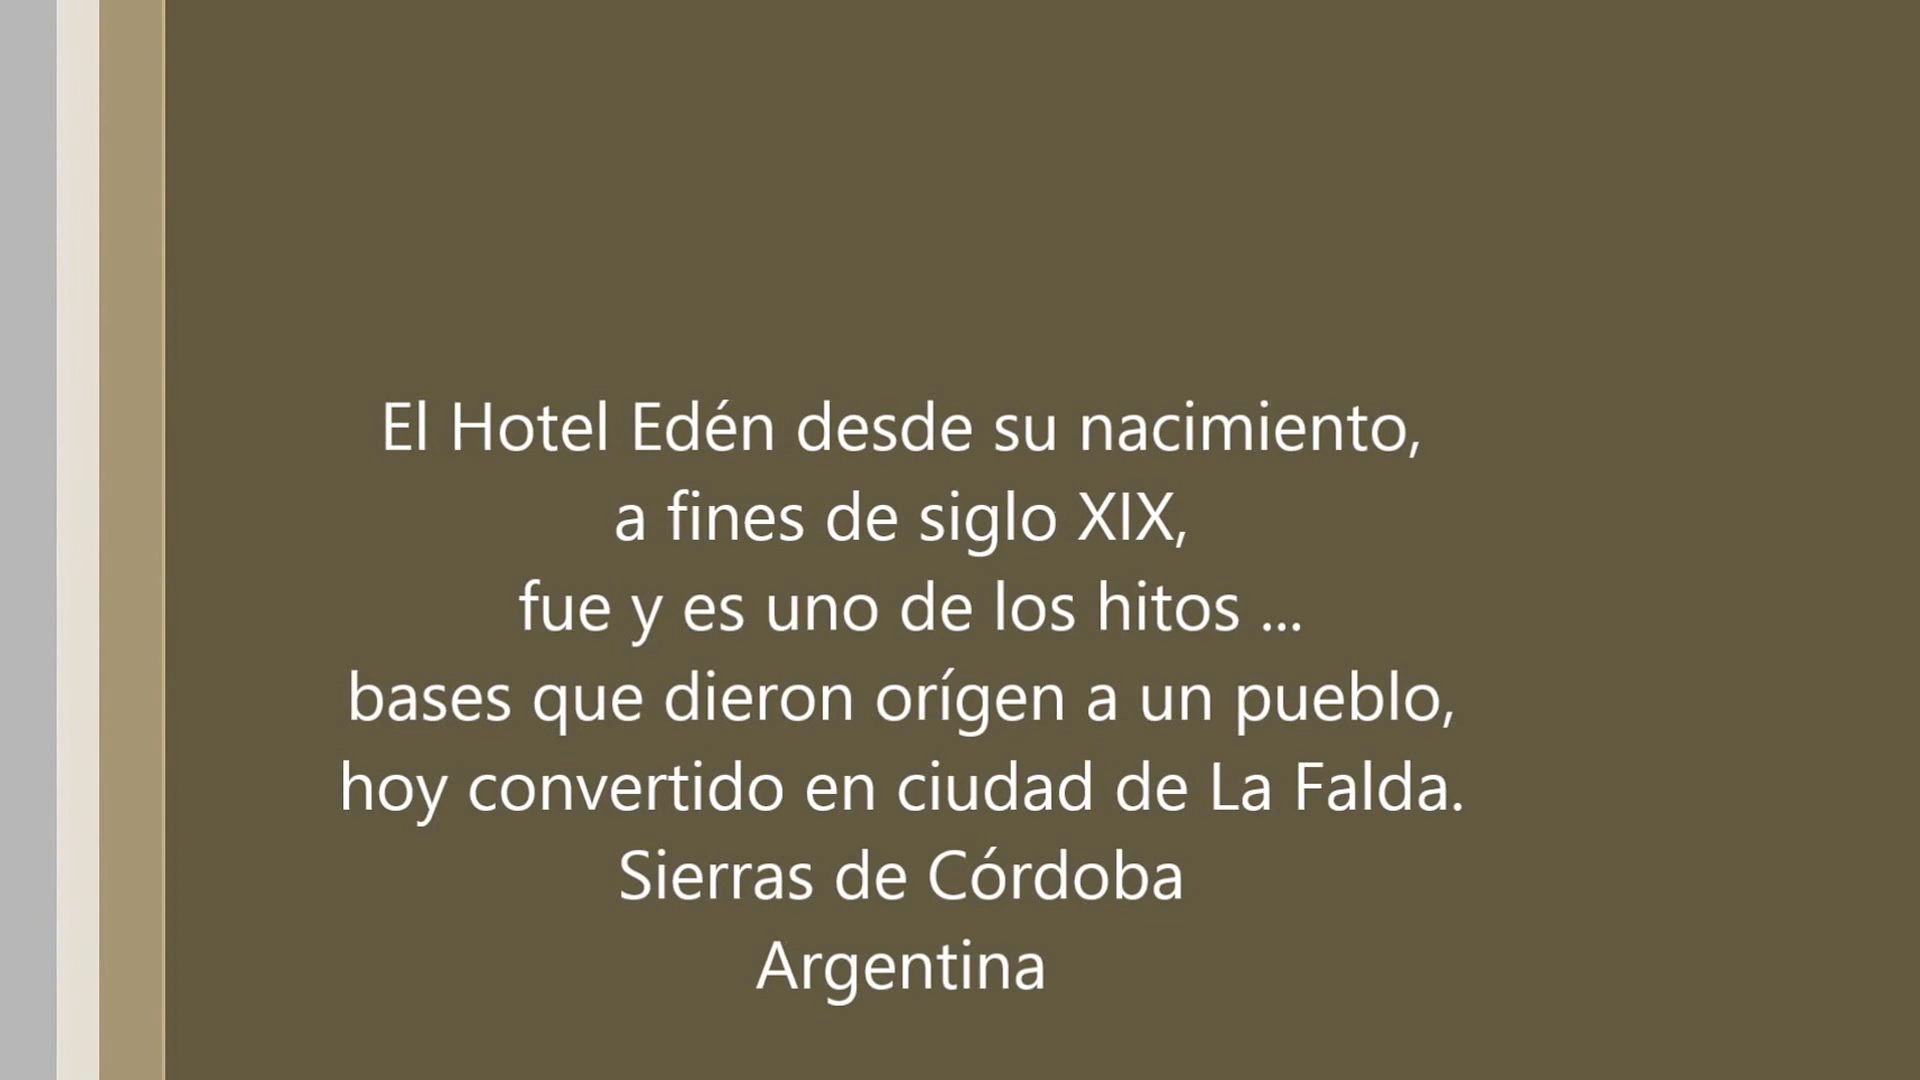 El Hotel Edén desde su nacimiento,
a fines de siglo XIX,
fue y es uno de los hitos ...
bases que dieron orígen a un pueblo,
hoy convertido en ciudad de La Falda.
Sierras de Córdoba
Argentina